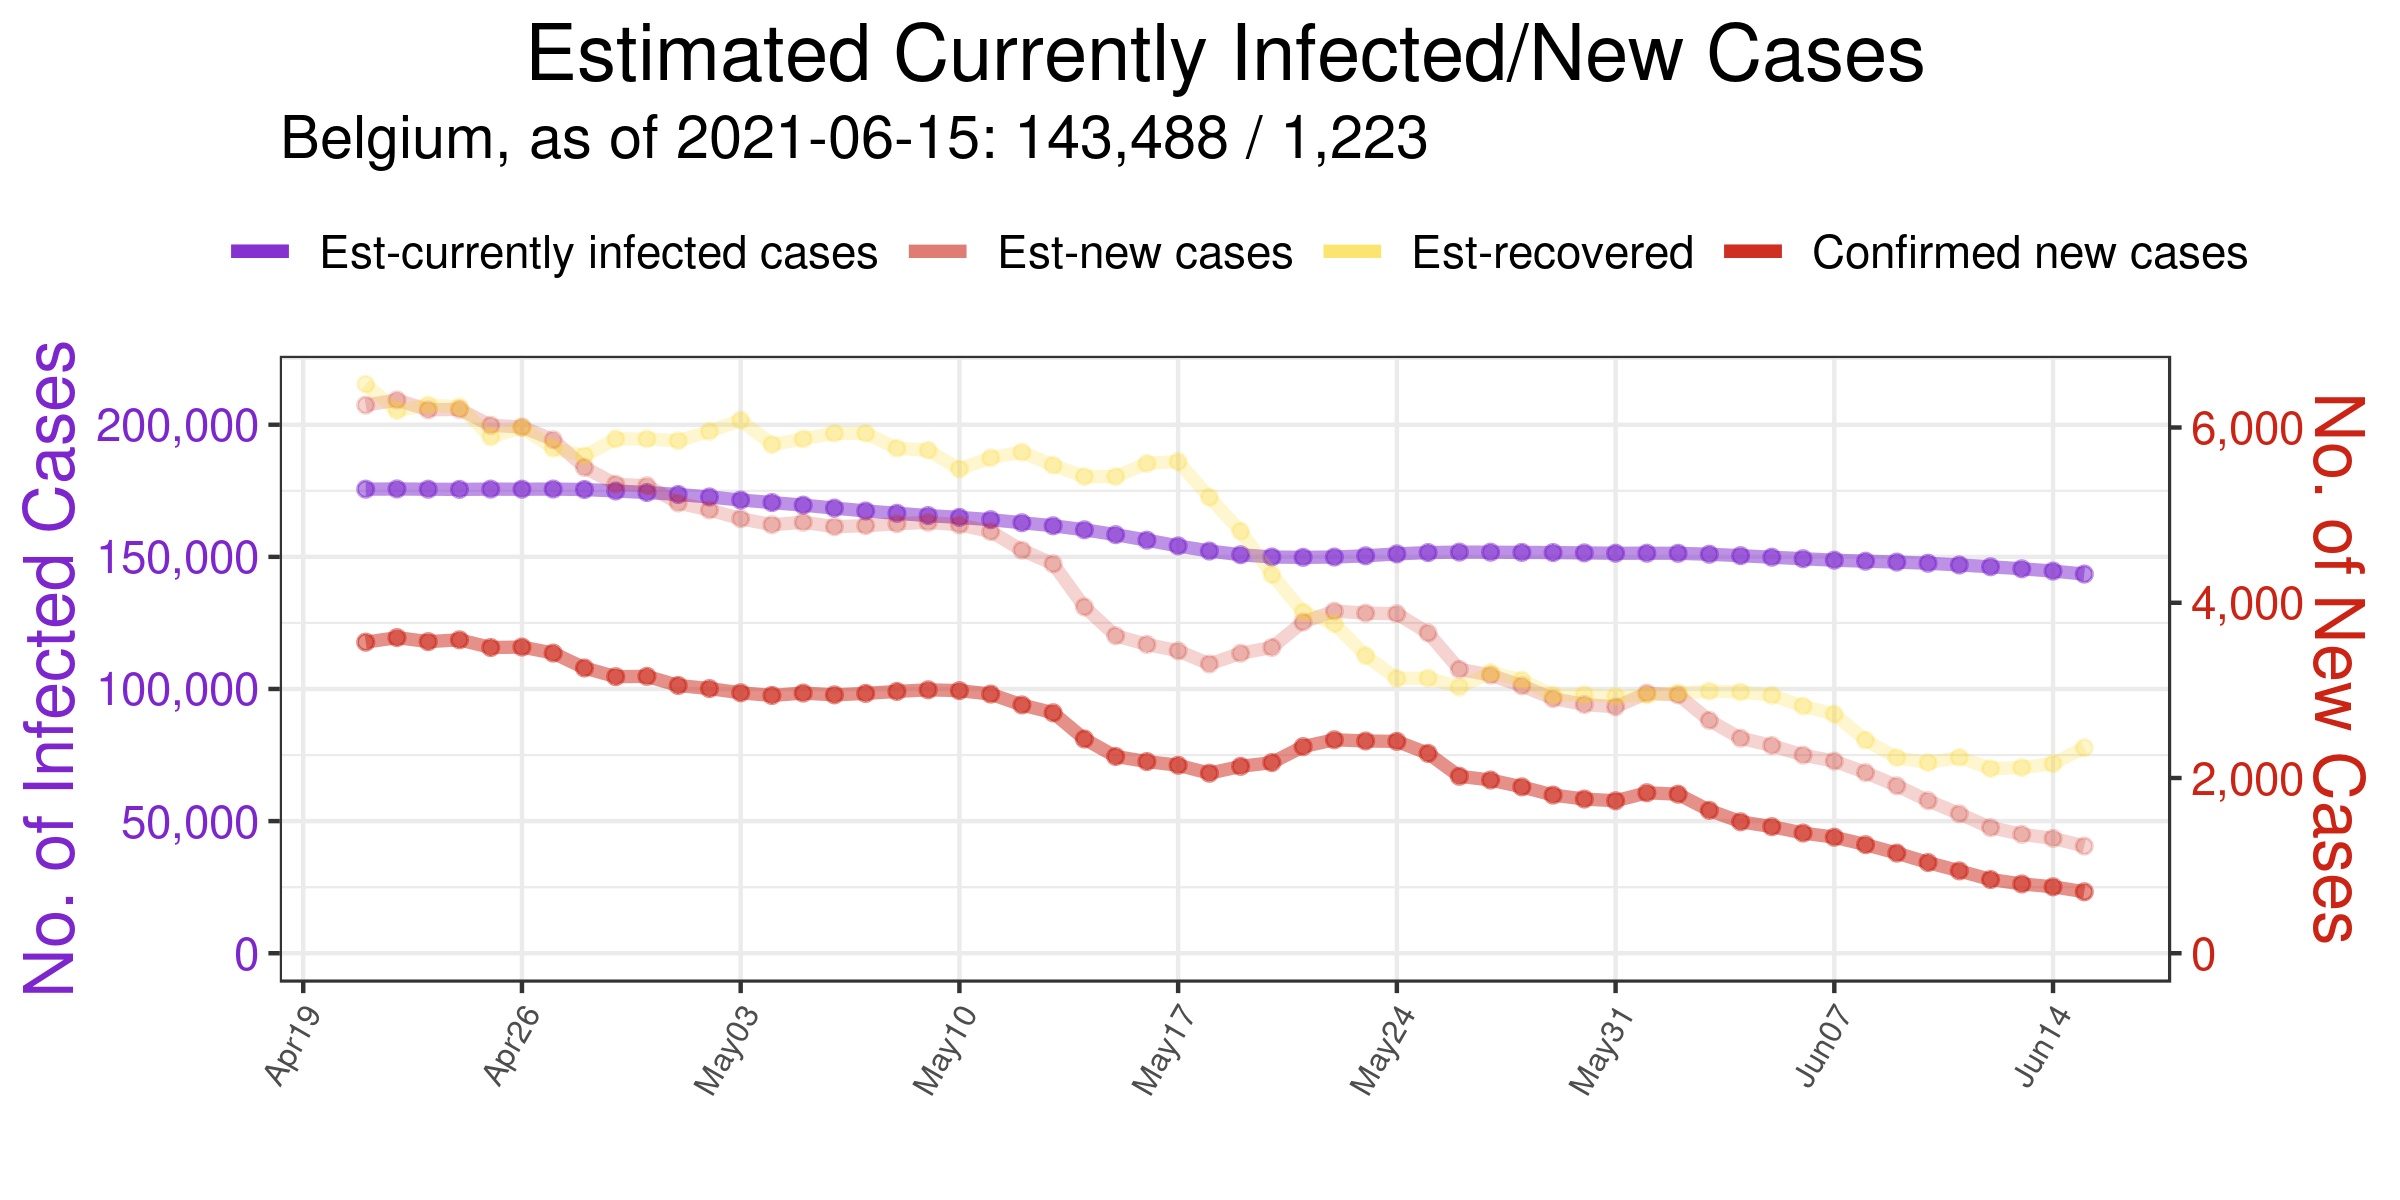 Estimated Currently Infected/New Cases
Belgium, as of 2021-06-15: 143,488 / 1,223
Est-currently infected cases Est-new cases Est-recovered Confirmed new cases
No. of Infected Cases
200,000
150,000
100,000
50,000
0
6,000
4,000
2,000
0
No. of New Cases
Apr19 Apr26 May03 May10 May17 May24 May31 Jun07 Jun14